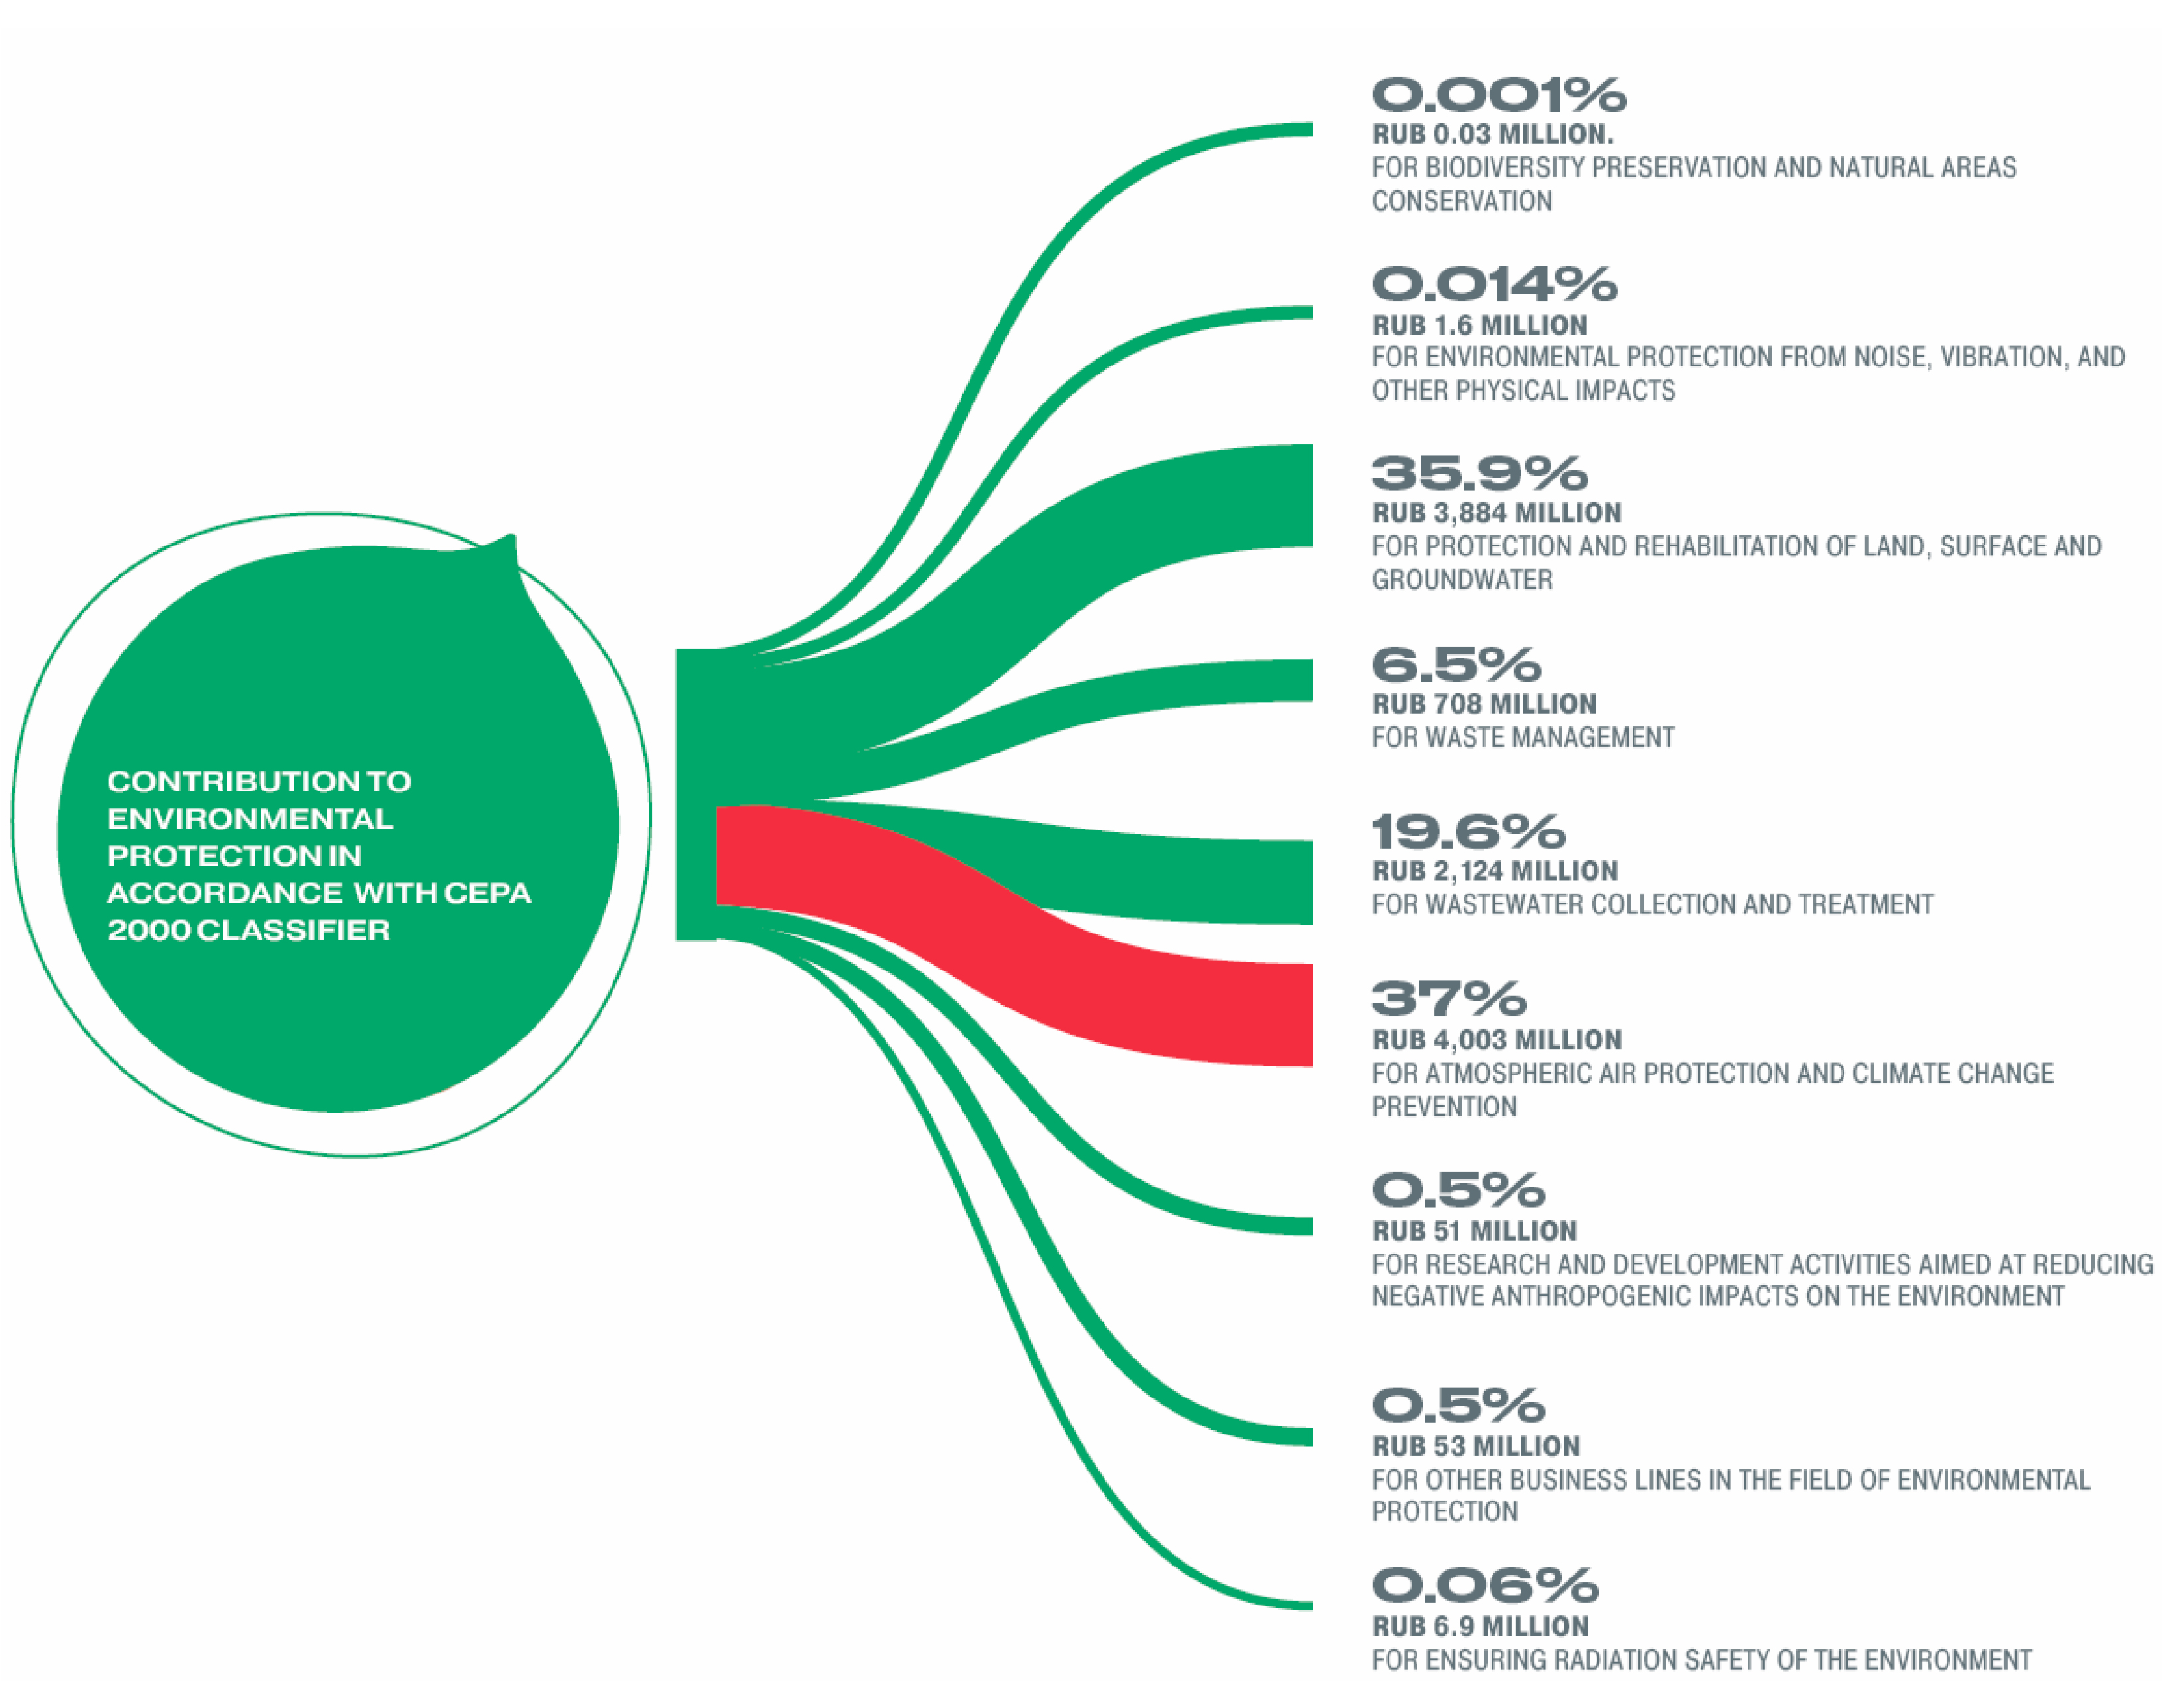 CONTRIBUTION TO
ENVIRONMENTAL
PROTECTION IN
ACCORDANCE WITH CEPA
2000 CLASSIFIER
0.001%
RUB 0.03 MILLION.
FOR BIODIVERSITY PRESERVATION AND NATURAL AREAS
CONSERVATION
0.014%
RUB 1.6 MILLION
FOR ENVIRONMENTAL PROTECTION FROM NOISE, VIBRATION, AND
OTHER PHYSICAL IMPACTS
35.9%
RUB 3,884 MILLION
FOR PROTECTION AND REHABILITATION OF LAND, SURFACE AND
GROUNDWATER
6.5%
RUB 708 MILLION
FOR WASTE MANAGEMENT
19.6%
RUB 2,124 MILLION
FOR WASTEWATER COLLECTION AND TREATMENT
37%
RUB 4,003 MILLION
FOR ATMOSPHERIC AIR PROTECTION AND CLIMATE CHANGE
PREVENTION
0.5%
RUB 51 MILLION
FOR RESEARCH AND DEVELOPMENT ACTIVITIES AIMED AT REDUCING
NEGATIVE ANTHROPOGENIC IMPACTS ON THE ENVIRONMENT
0.5%
RUB 53 MILLION
FOR OTHER BUSINESS LINES IN THE FIELD OF ENVIRONMENTAL
PROTECTION
0.06%
RUB 6.9 MILLION
FOR ENSURING RADIATION SAFETY OF THE ENVIRONMENT